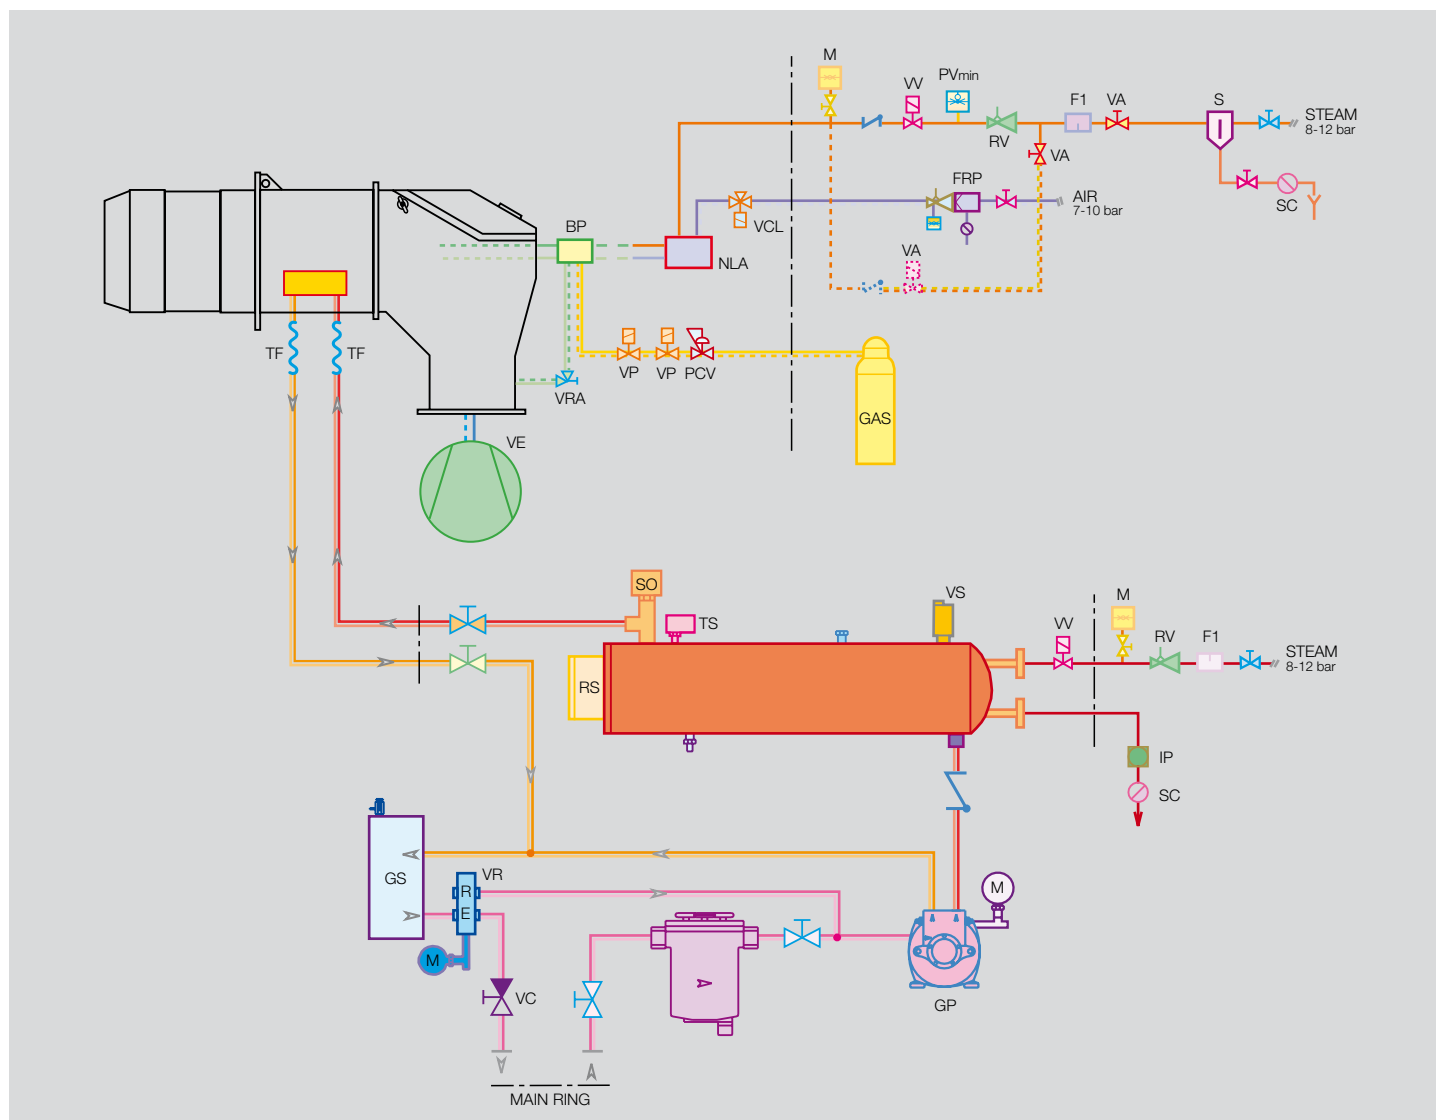 M
PVmin
VV
F1
VA
S
STEAM
8-12 bar
RV
VA
FRP
AIR
7-10 bar
SC
BP
VCL
NLA
VA
TF
TF
VP
VP
PCV
VRA
GAS
VE
SO
TS
VS
VV
M
RV
F1
STEAM
8-12 bar
RS
IP
SC
GS
VR
R
E
M
M
VC
GP
MAIN RING